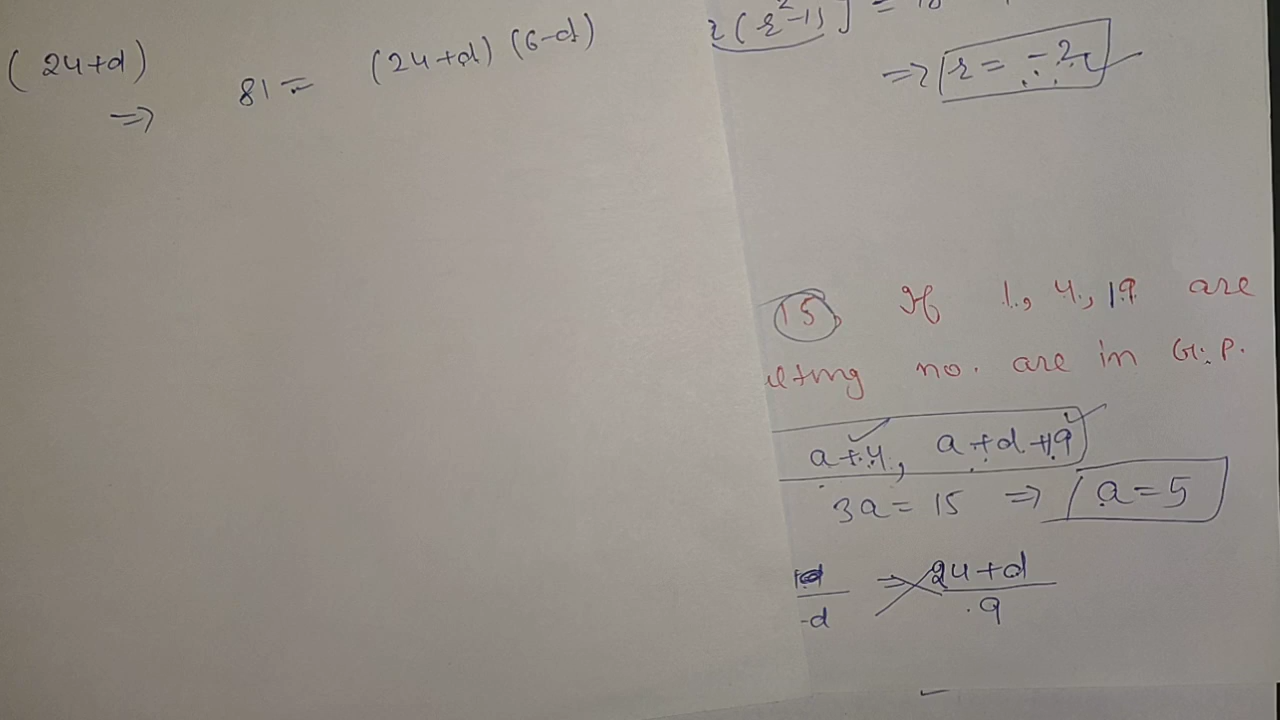 (24+d)
⇒ 81 = (24+d) (6-d)
r(r²-1)] =
⇒ r = -2
15, If 1, 4, 19 are
no. are in G.P.
a+4, a+d+19
3a = 15 ⇒ a = 5
⇒ 24+d
-d 9